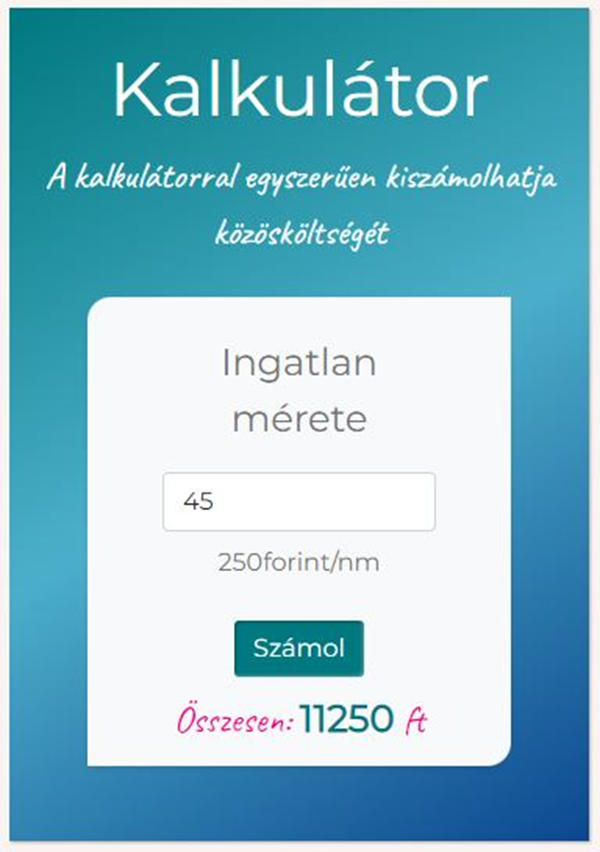 Kalkulátor
A kalkulátorral egyszerűen kiszámolhatja
közösköltségét
Ingatlan
mérete
45
250forint/nm
Számol
Összesen: 11250 ft